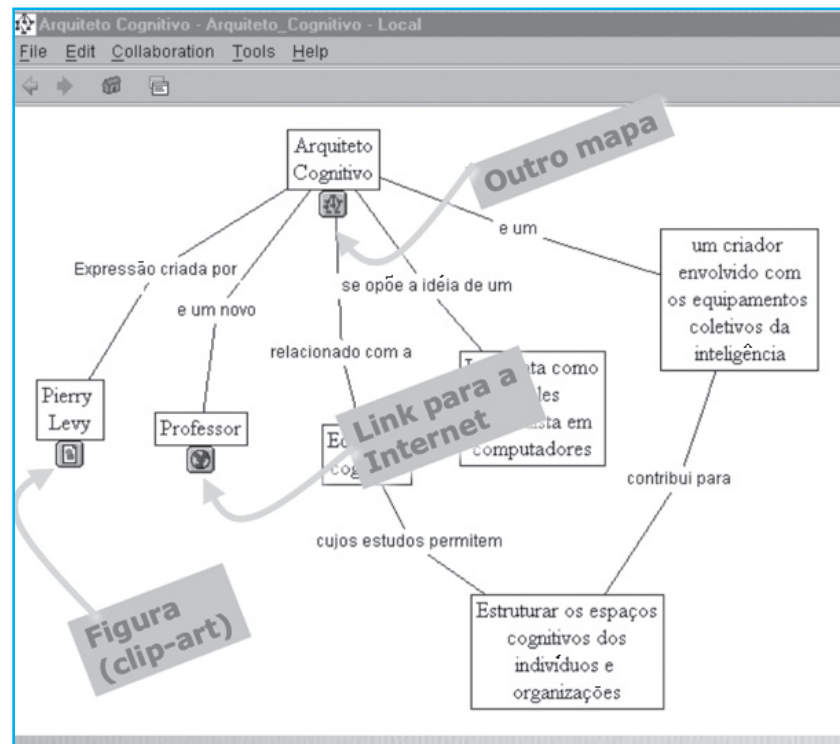 Arquiteto Cognitivo - Arquiteto_Cognitivo - Local
File Edit Collaboration Tools Help
Arquiteto
Cognitivo
Outro mapa
e um
um criador
envolvido com
os equipamentos
coletivos da
inteligência
Expressão criada por
se opõe a idéia de um
e um novo
relacionado com a
Pierry
Levy
Professor
Link para a
Internet
como
em
computadores
contribui para
cujos estudos permitem
Figura
(clip-art)
Estruturar os espaços
cognitivos dos
indivíduos e
organizações